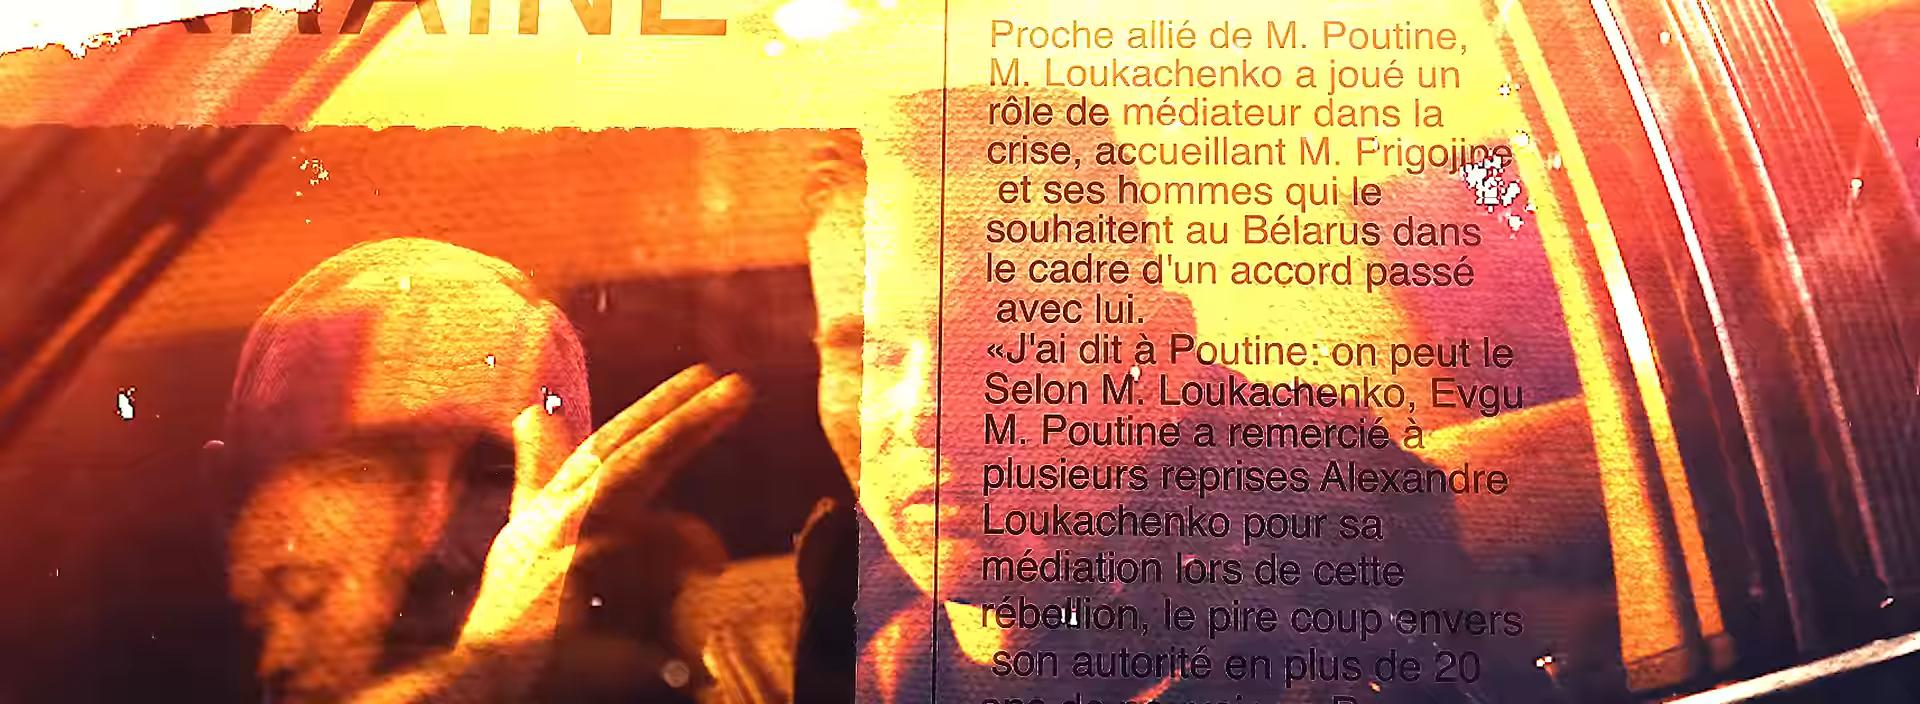 RAINE
Proche allié de M. Poutine,
M. Loukachenko a joué un
rôle de médiateur dans la
crise, accueillant M. Prigojine
et ses hommes qui le
souhaitent au Bélarus dans
le cadre d'un accord passé
avec lui.
«J'ai dit à Poutine: on peut le
Selon M. Loukachenko, Evgu
M. Poutine a remercié à
plusieurs reprises Alexandre
Loukachenko pour sa
médiation lors de cette
rébellion, le pire coup envers
son autorité en plus de 20